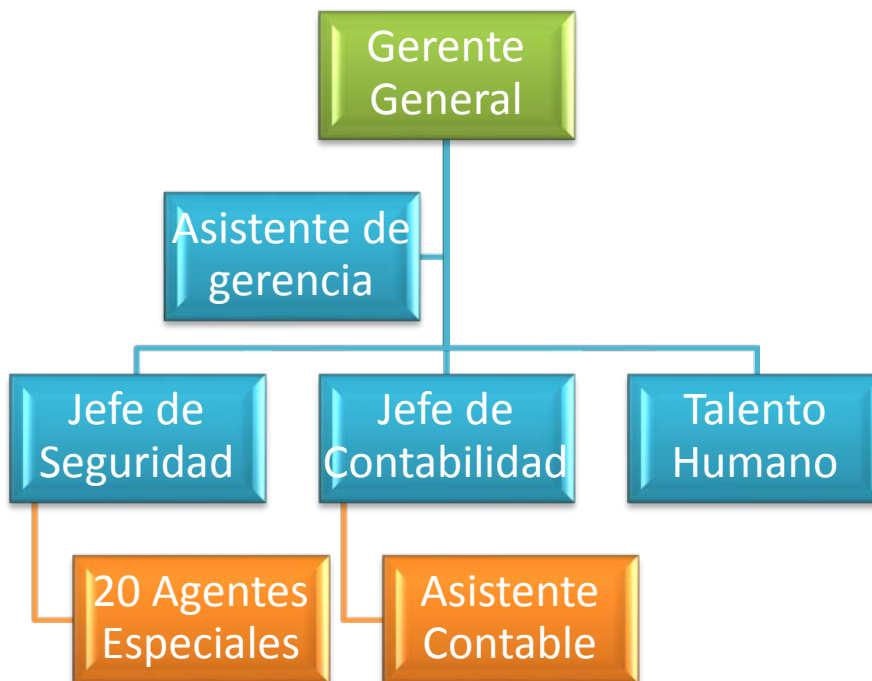 Gerente
General
Asistente de
gerencia
Jefe de
Seguridad
Jefe de
Contabilidad
Talento
Humano
20 Agentes
Especiales
Asistente
Contable